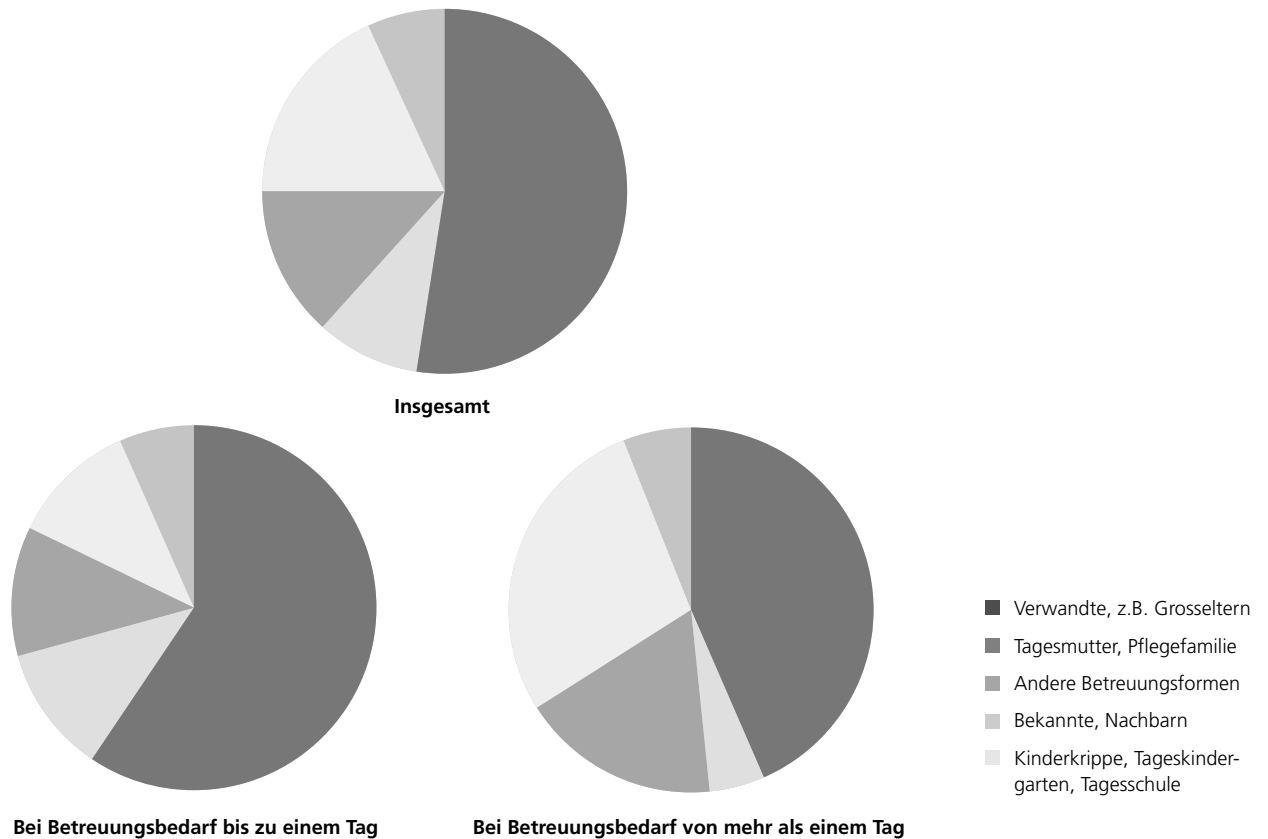 Insgesamt
Bei Betreuungsbedarf bis zu einem Tag
Bei Betreuungsbedarf von mehr als einem Tag
Verwandte, z.B. Grosseltern
Tagesmutter, Pflegefamilie
Andere Betreuungsformen
Bekannte, Nachbarn
Kinderkrippe, Tageskinder-
garten, Tagesschule